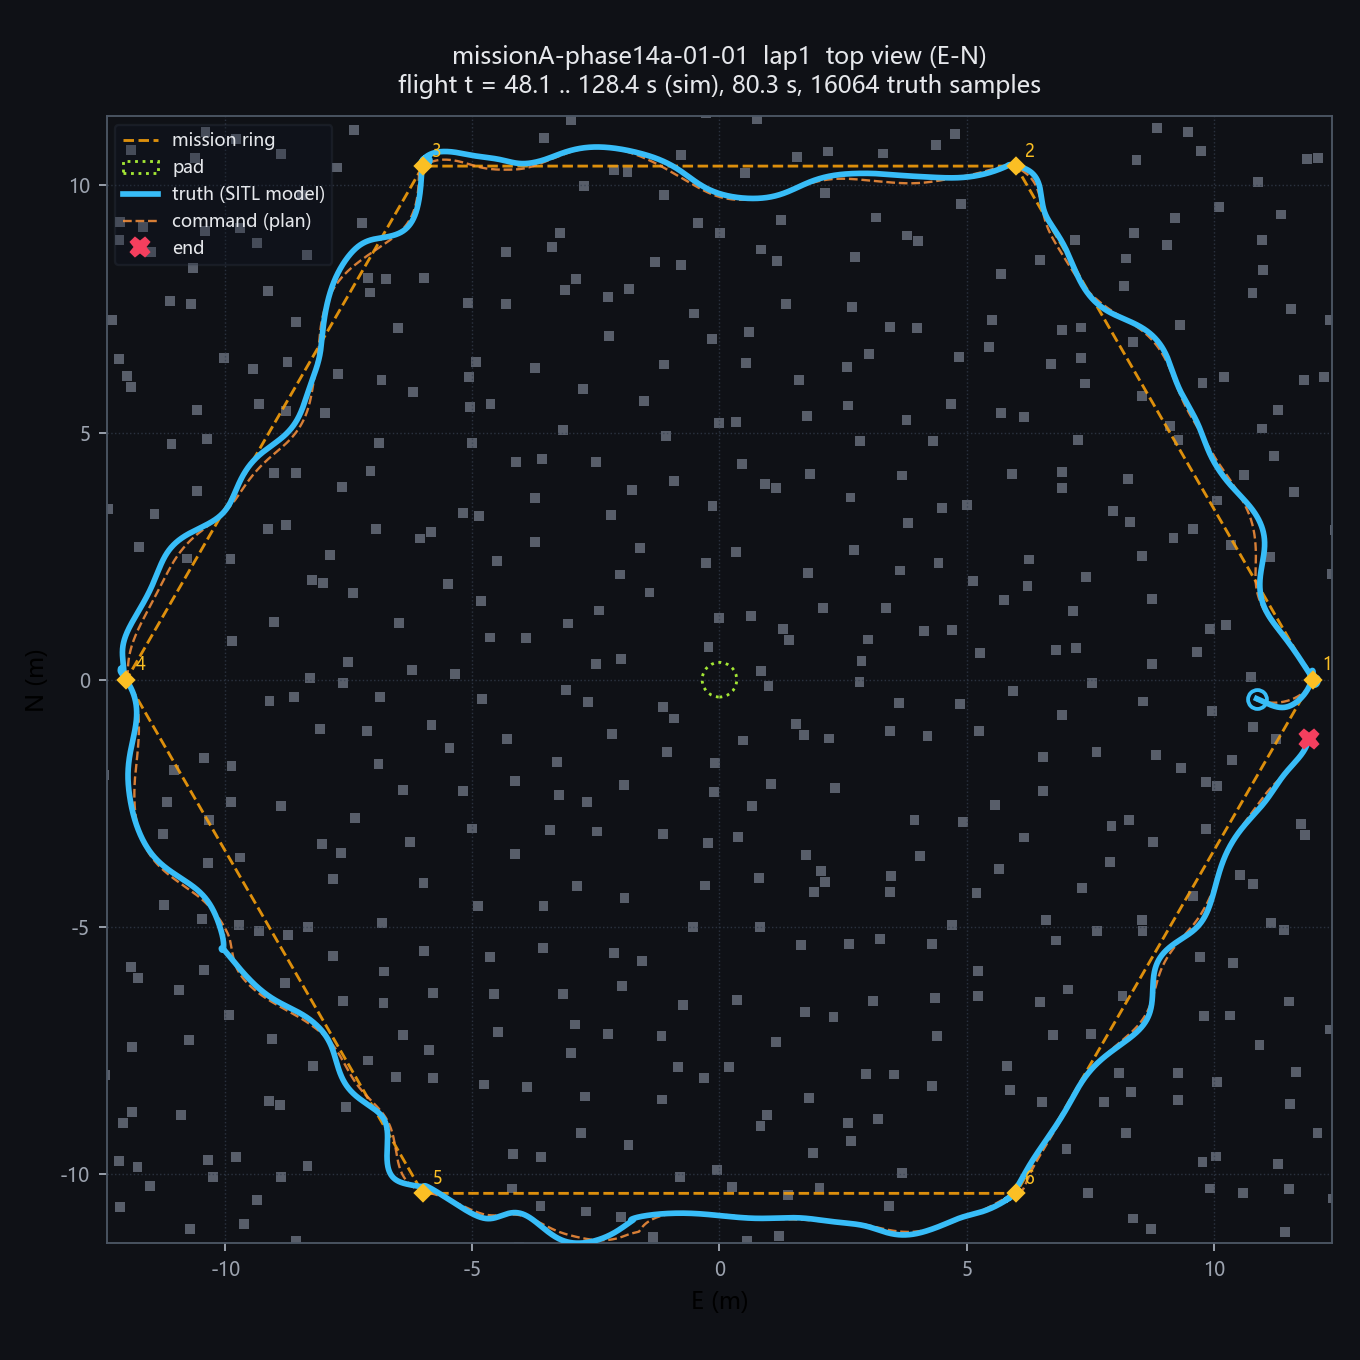 missionA-phase14a-01-01 lap1 top view (E-N)
flight t = 48.1 .. 128.4 s (sim), 80.3 s, 16064 truth samples
mission ring
pad
truth (SITL model)
command (plan)
end
3
2
4
1
5
6
10
5
0
-5
-10
N (m)
-10
-5
0
5
10
E (m)